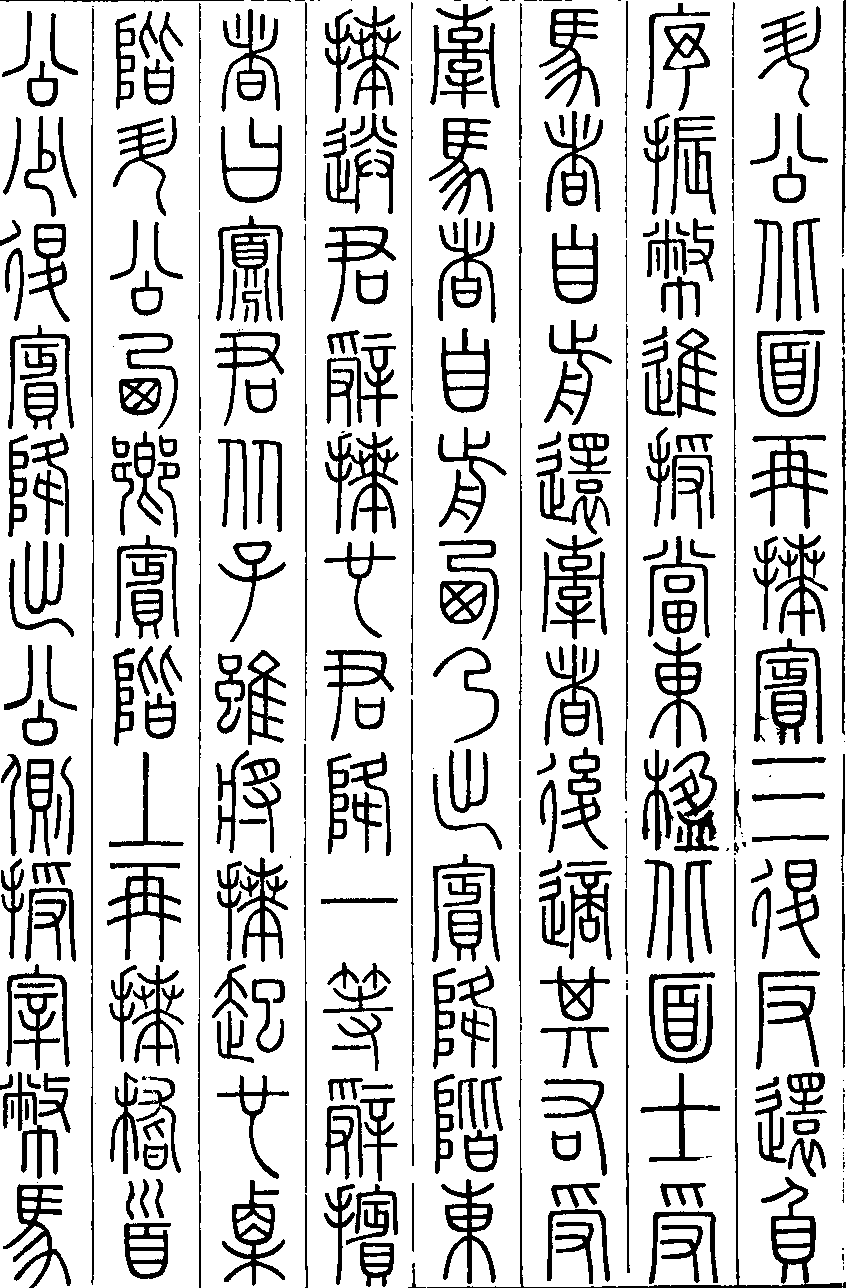 升公北面再拜賓三退反還負
序振幣進授當東楹北面士受
馬者自前還牽者後適其右受
牽馬者自前西乃出賓降階東
拜送君辭拜也君降一等辭擯
者曰寡君从子雖將拜起也栗
階升公西鄉賓階上再拜稽首
公少退賓降出公側授宰幣馬